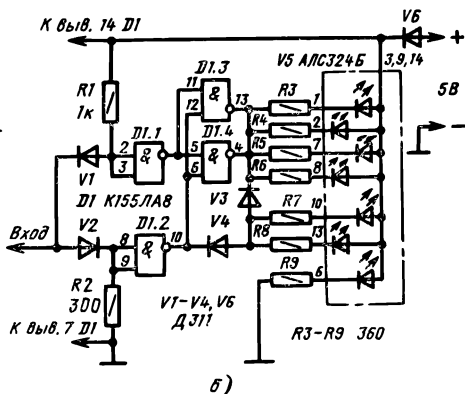 К выв. 14 D1
V6
+
D1.3
11
&
12
13
V5 АЛС324Б
3,9,14
5В
−
R1
1к
D1.1
2
3
&
D1.4
5
6
&
4
R3
1
R4
2
R5
7
R6
8
V1
D1 К155ЛА8
V3
R7
10
Вход
V2
D1.2
8
9
&
10
V4
R8
13
R9
6
R2
300
V1–V4, V6
Д311
К выв. 7 D1
R3–R9 360
б)